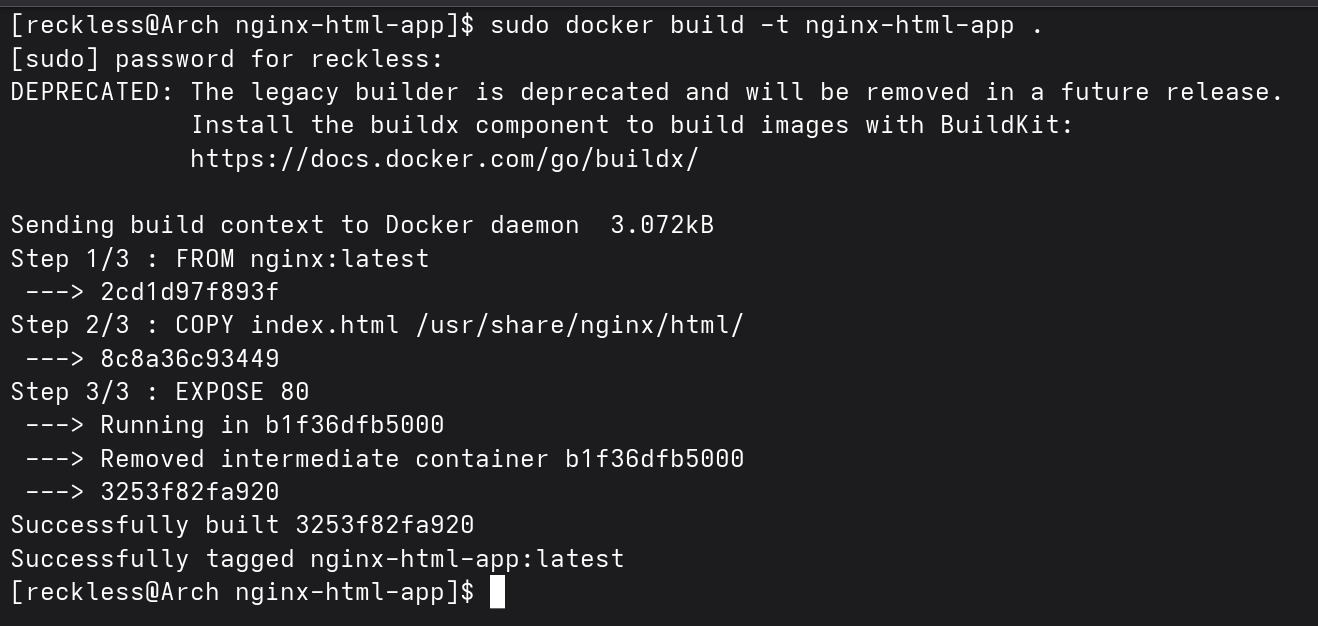 [reckless@Arch nginx-html-app]$ sudo docker build -t nginx-html-app .
[sudo] password for reckless:
DEPRECATED: The legacy builder is deprecated and will be removed in a future release.
            Install the buildx component to build images with BuildKit:
            https://docs.docker.com/go/buildx/

Sending build context to Docker daemon  3.072kB
Step 1/3 : FROM nginx:latest
 ---> 2cd1d97f893f
Step 2/3 : COPY index.html /usr/share/nginx/html/
 ---> 8c8a36c93449
Step 3/3 : EXPOSE 80
 ---> Running in b1f36dfb5000
 ---> Removed intermediate container b1f36dfb5000
 ---> 3253f82fa920
Successfully built 3253f82fa920
Successfully tagged nginx-html-app:latest
[reckless@Arch nginx-html-app]$